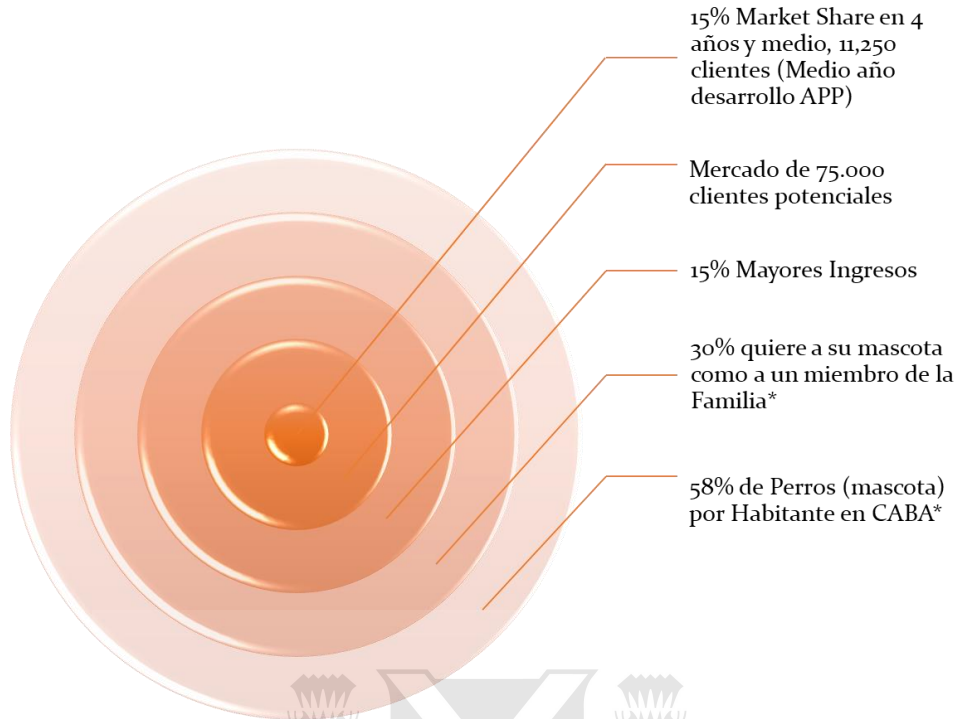 15% Market Share en 4
años y medio, 11,250
clientes (Medio año
desarrollo APP)
Mercado de 75.000
clientes potenciales
15% Mayores Ingresos
30% quiere a su mascota
como a un miembro de la
Familia*
58% de Perros (mascota)
por Habitante en CABA*